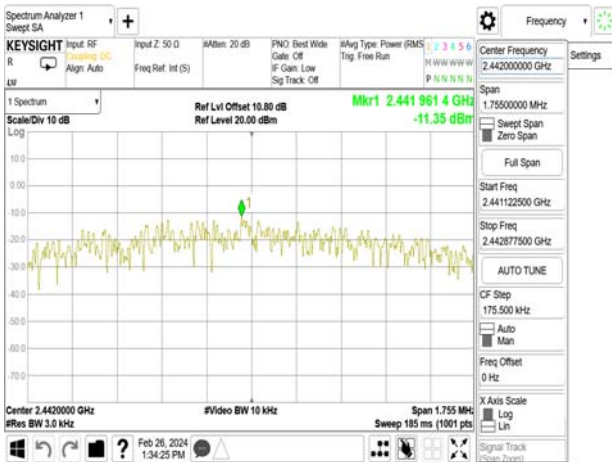 Spectrum Analyzer 1
Swept SA
+
Frequency
KEYSIGHT
R
Input: RF
Coupling: DC
Align: Auto
Input Z: 50 Ω
Freq Ref: Int (S)
#Atten: 20 dB
PNO: Best Wide
Gate: Off
IF Gain: Low
Sig Track: Off
#Avg Type: Power (RMS
Trig: Free Run
1 2 3 4 5 6
M W W W W W
P N N N N N
Settings
1 Spectrum
Scale/Div 10 dB
Log
Ref Lvl Offset 10.80 dB
Ref Level 20.00 dBm
Mkr1 2.441 961 4 GHz
-11.35 dBm
10.0
0.00
-10.0
-20.0
-30.0
-40.0
-50.0
-60.0
-70.0
1
Center 2.4420000 GHz
#Res BW 3.0 kHz
#Video BW 10 kHz
Span 1.755 MHz
Sweep 185 ms (1001 pts
?
Feb 26, 2024
1:34:25 PM
Center Frequency
2.442000000 GHz
Span
1.75500000 MHz
Swept Span
Zero Span
Full Span
Start Freq
2.441122500 GHz
Stop Freq
2.442877500 GHz
AUTO TUNE
CF Step
175.500 kHz
Auto
Man
Freq Offset
0 Hz
X Axis Scale
Log
Lin
Signal Track
(Span Zoom)